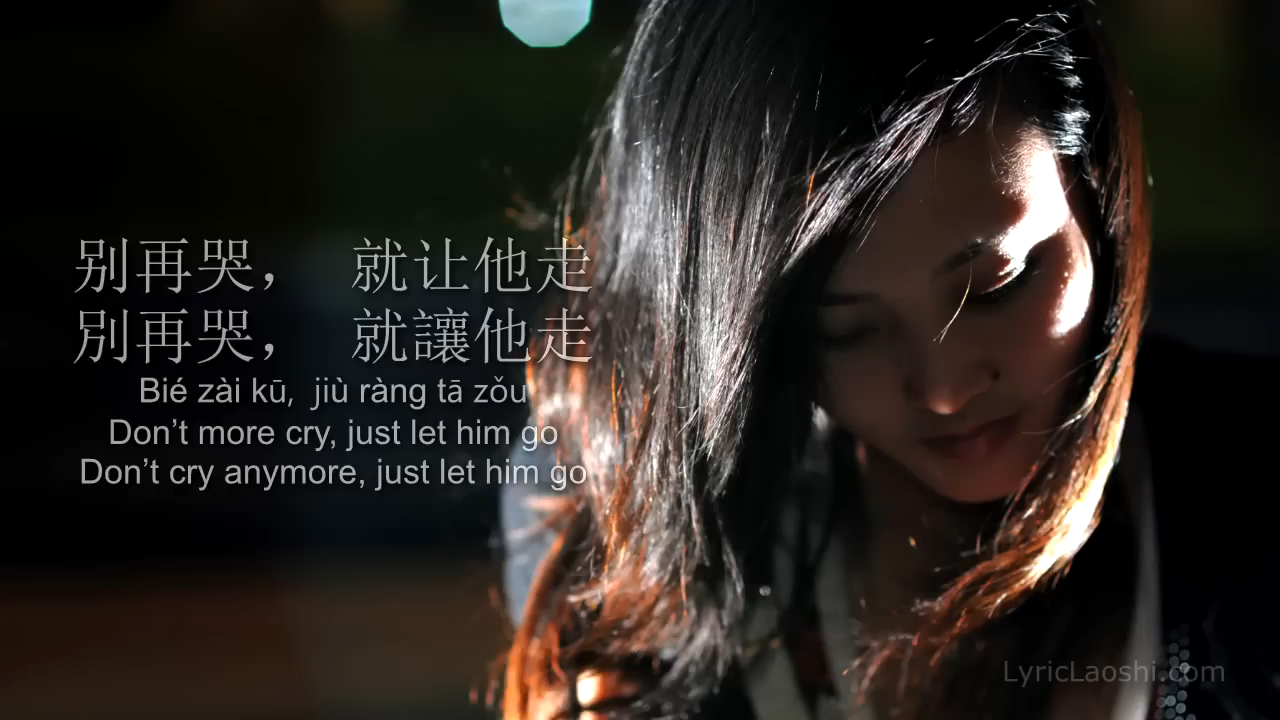 别再哭， 就让他走
別再哭， 就讓他走
Bié zài kū, jiù ràng tā zǒu
Don’t more cry, just let him go
Don’t cry anymore, just let him go
LyricLaoshi.com